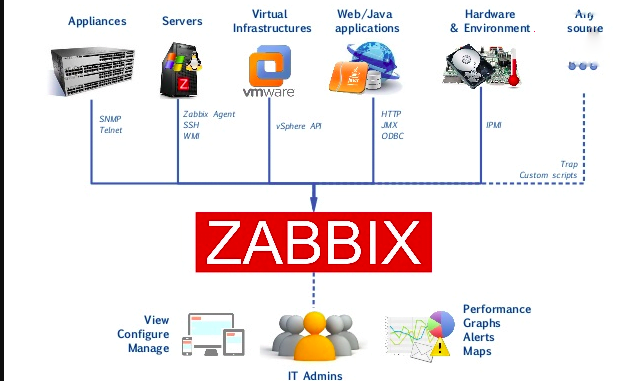 Appliances
Servers
Virtual
Infrastructures
Web/Java
applications
Hardware
& Environment .
Any
source
Z
vmware
SNMP
Telnet
Zabbix Agent
SSH
WMI
vSphere API
HTTP
JMX
ODBC
IPMI
Trap
Custom scripts
ZABBIX
View
Configure
Manage
IT Admins
Performance
Graphs
Alerts
Maps